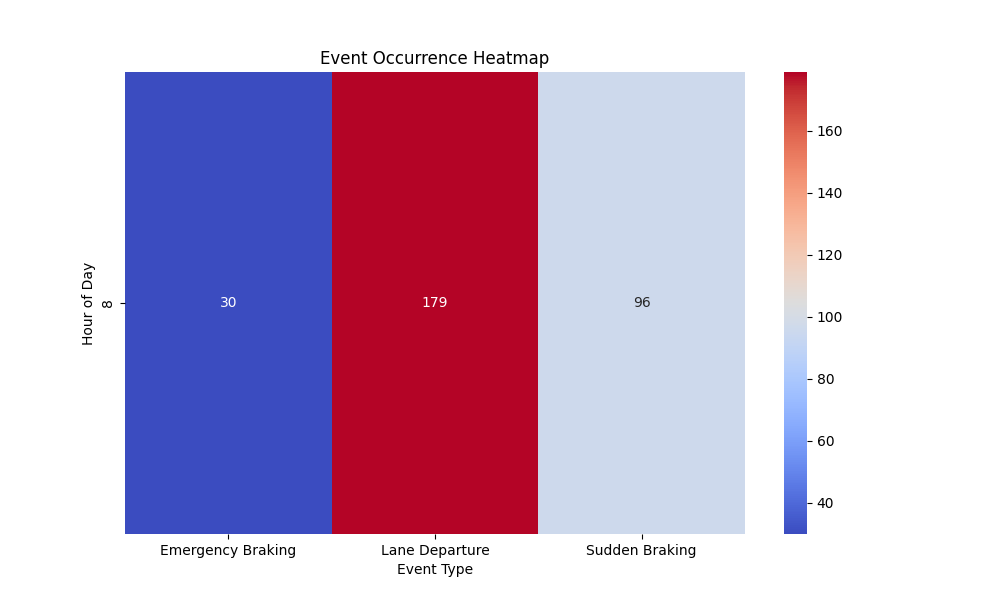 Event Occurrence Heatmap
Hour of Day
8
30 179 96
Emergency Braking Lane Departure Sudden Braking
Event Type
160
140
120
100
80
60
40